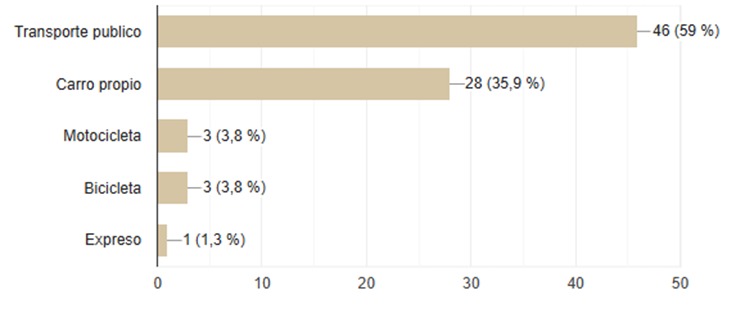 Transporte publico 46 (59 %)
Carro propio 28 (35,9 %)
Motocicleta 3 (3,8 %)
Bicicleta 3 (3,8 %)
Expreso 1 (1,3 %)
0 10 20 30 40 50